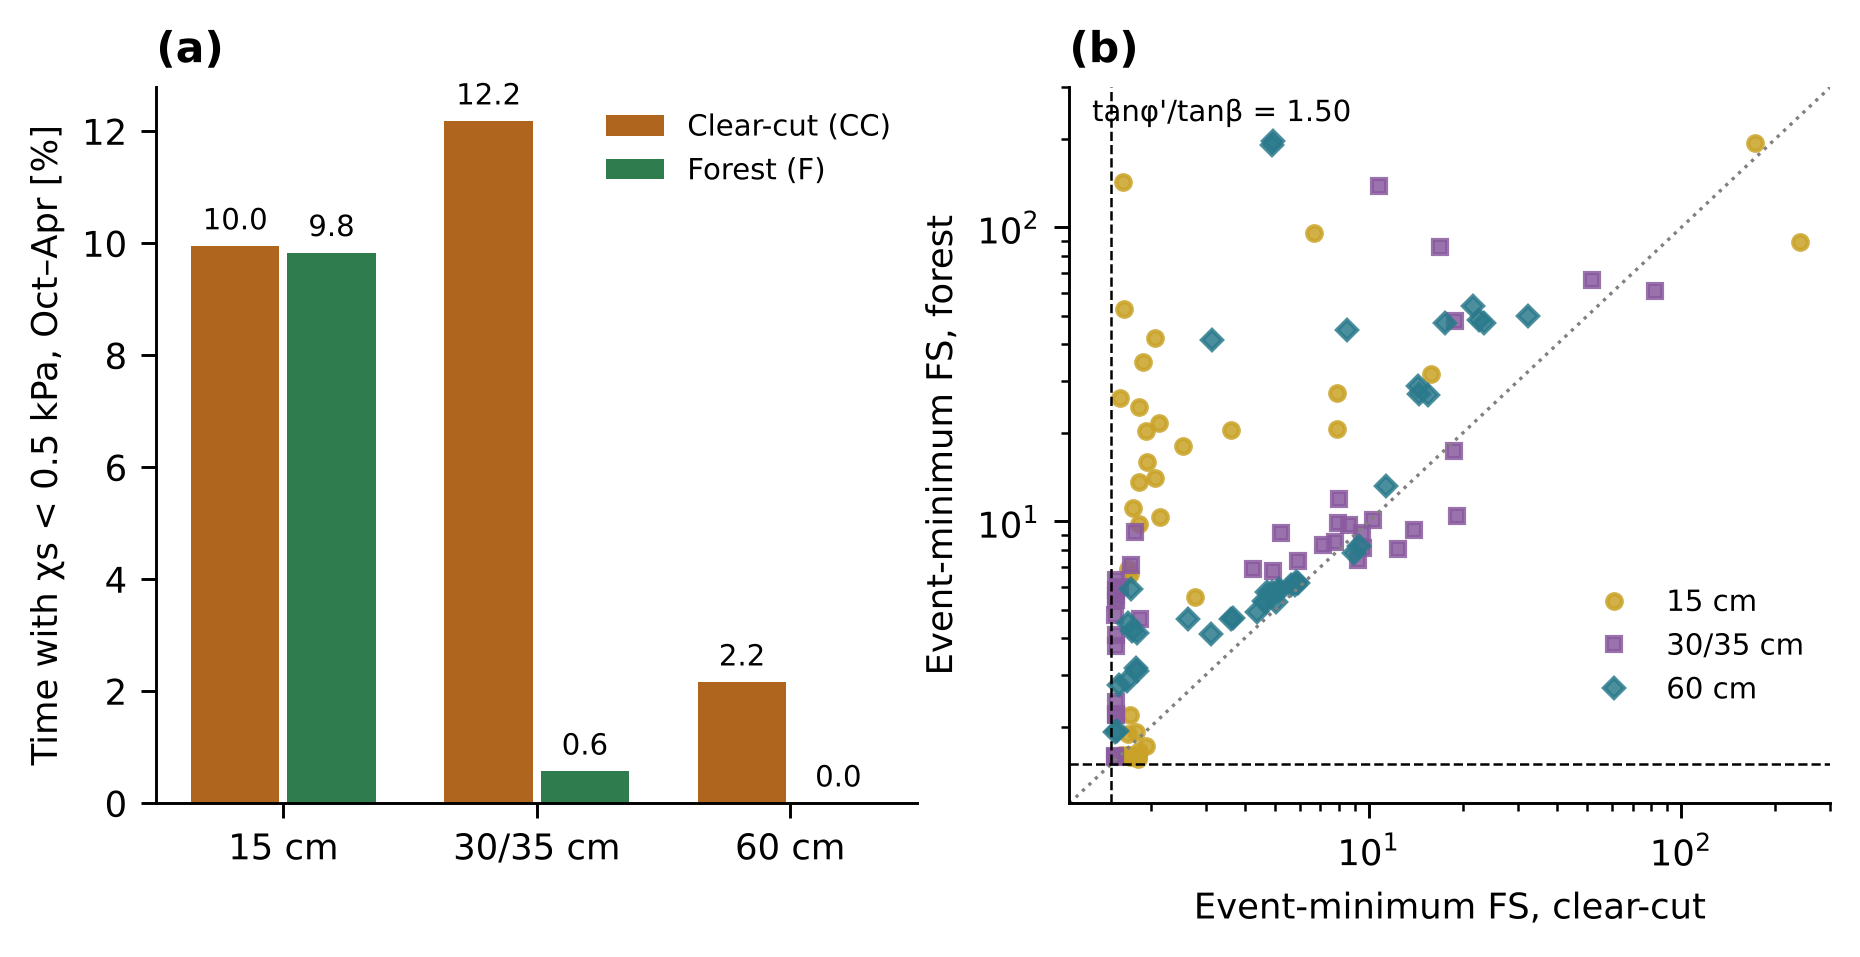 (a)
Time with χs < 0.5 kPa, Oct–Apr [%]
12
10
8
6
4
2
0
10.0
9.8
12.2
0.6
2.2
0.0
Clear-cut (CC)
Forest (F)
15 cm
30/35 cm
60 cm
(b)
Event-minimum FS, forest
tanφ'/tanβ = 1.50
10²
10¹
15 cm
30/35 cm
60 cm
10¹
10²
Event-minimum FS, clear-cut